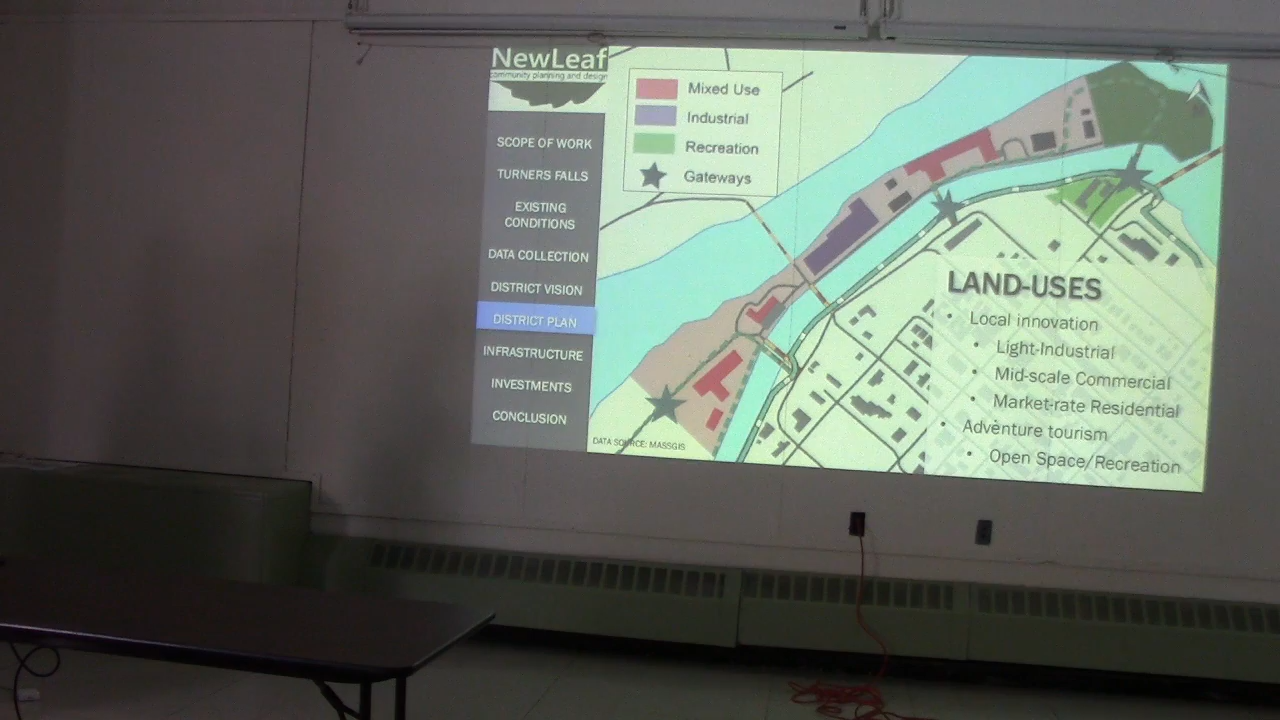 NewLeaf
community planning and design
SCOPE OF WORK
TURNERS FALLS
EXISTING
CONDITIONS
DATA COLLECTION
DISTRICT VISION
DISTRICT PLAN
INFRASTRUCTURE
INVESTMENTS
CONCLUSION
Mixed Use
Industrial
Recreation
Gateways
LAND-USES
• Local innovation
• Light-Industrial
• Mid-scale Commercial
• Market-rate Residential
• Adventure tourism
• Open Space/Recreation
DATA SOURCE: MASSGIS